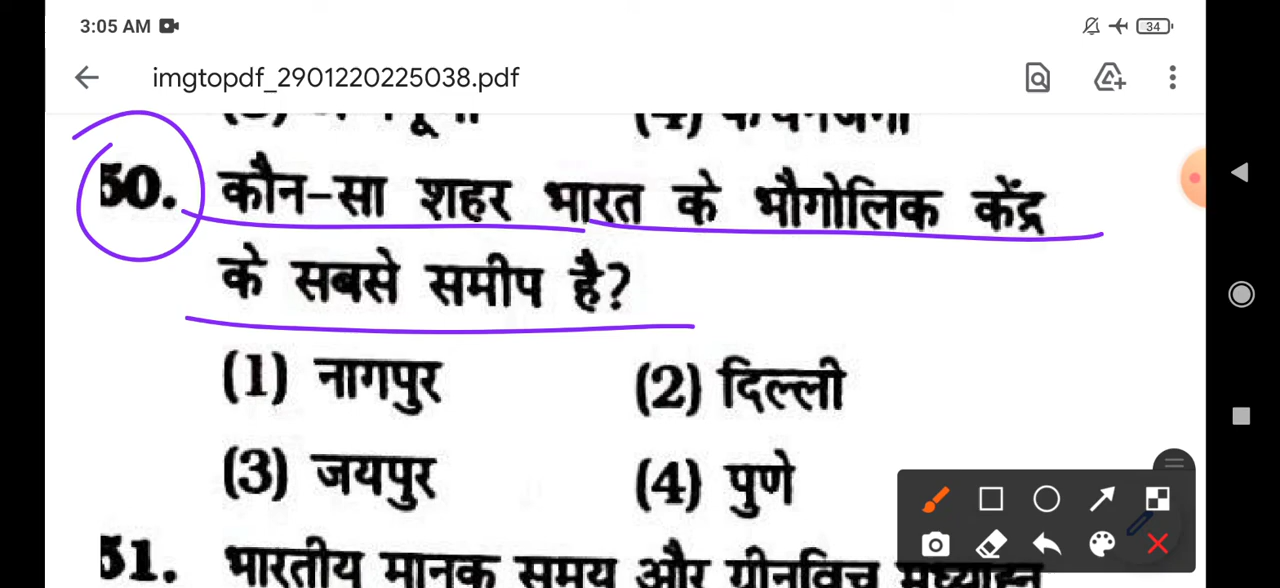 3:05 AM
34
imgtopdf_2901220225038.pdf
50. कौन-सा शहर भारत के भौगोलिक केंद्र
के सबसे समीप है?
(1) नागपुर (2) दिल्ली
(3) जयपुर (4) पुणे
51. भारतीय मानक समय और ग्रीनविच मध्याह्न